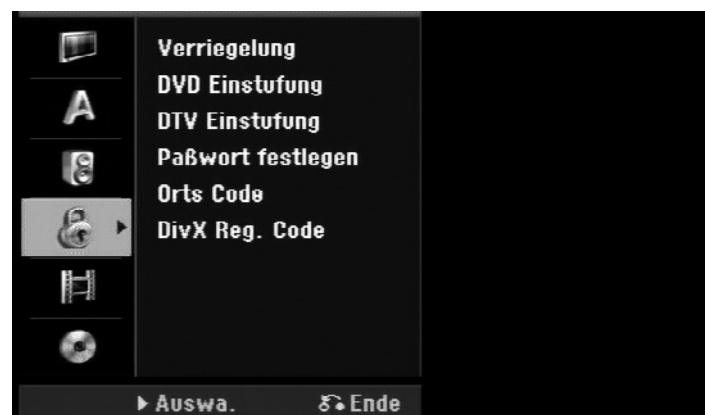 Verriegelung
DVD Einstufung
DTV Einstufung
Paßwort festlegen
Orts Code
DivX Reg. Code
Auswa. Ende